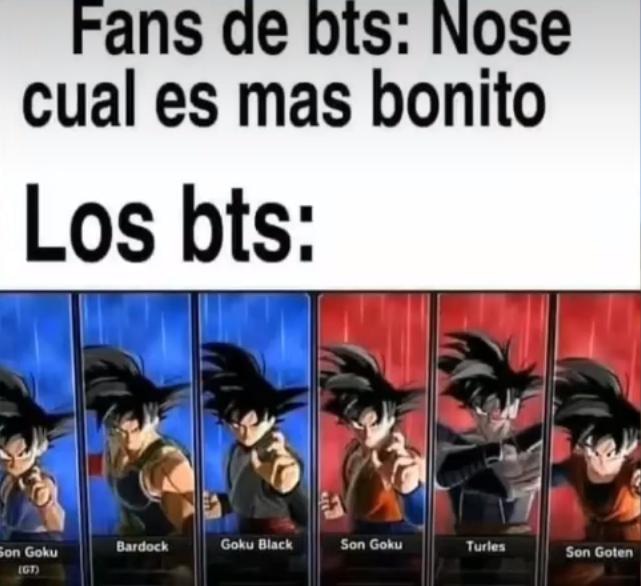 Fans de bts: Nose
cual es mas bonito
Los bts:
Son Goku
(GT)
Bardock
Goku Black
Son Goku
Turles
Son Goten